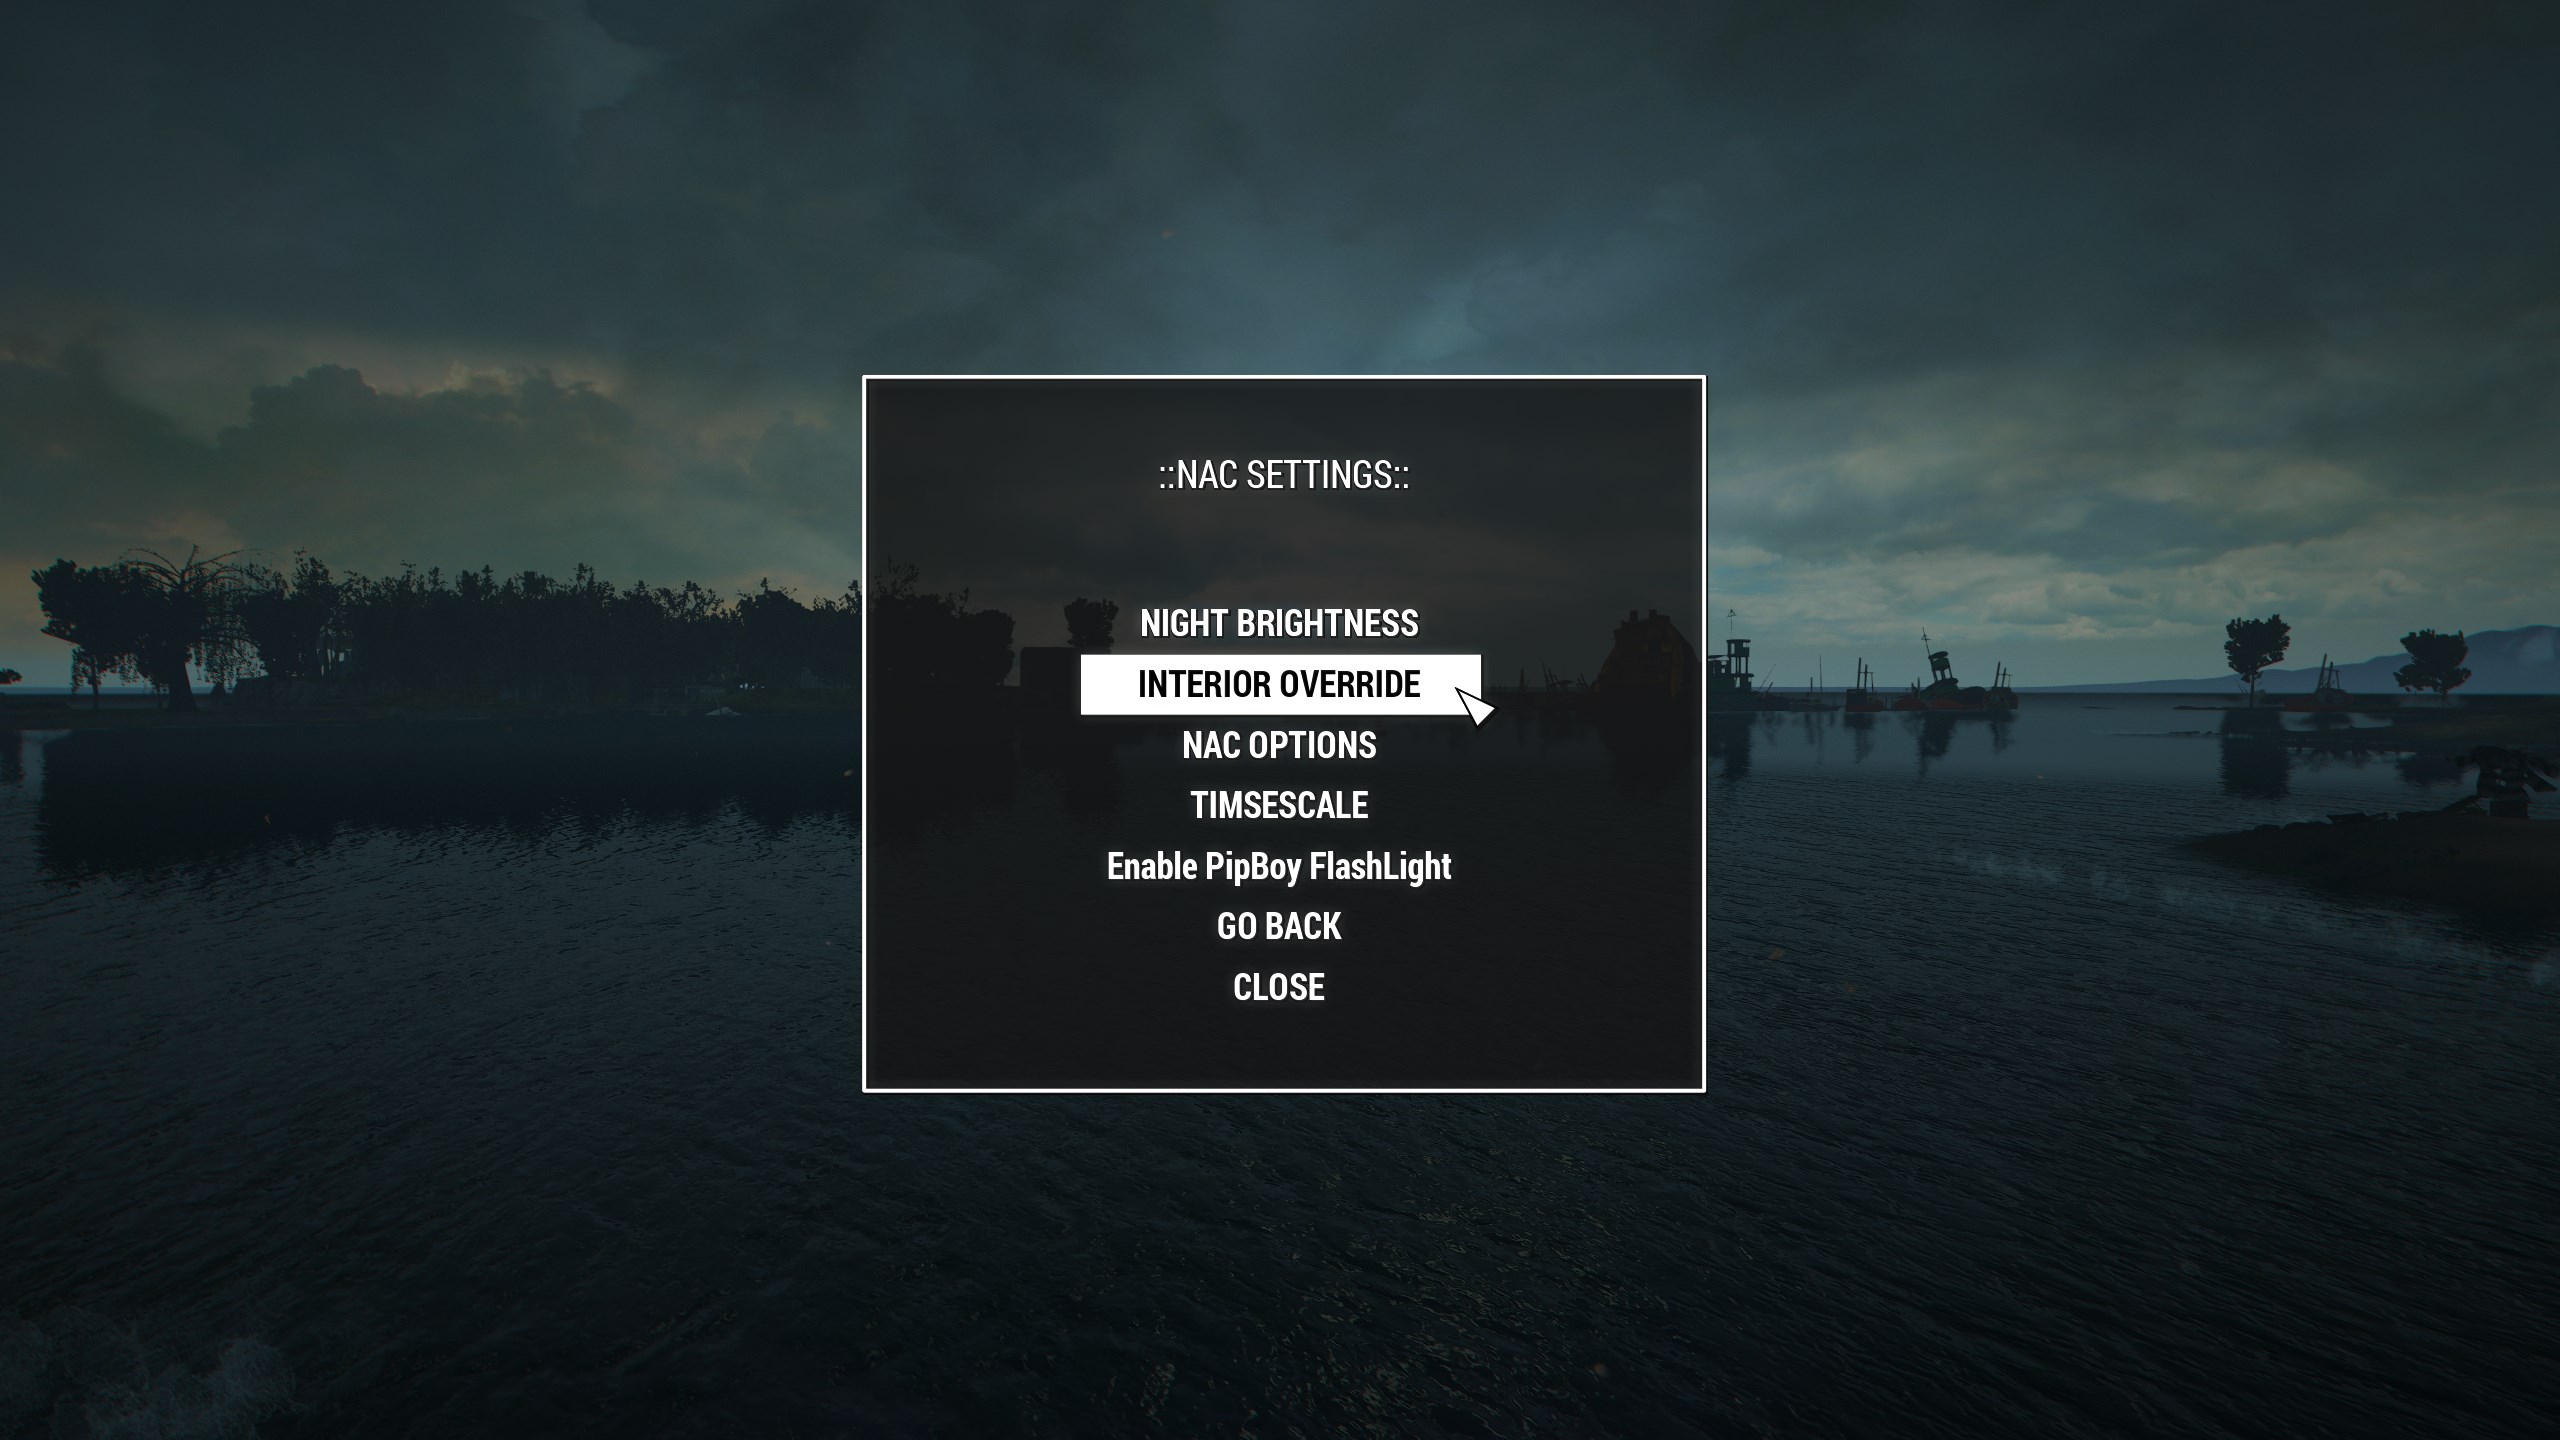 ::NAC SETTINGS::
NIGHT BRIGHTNESS
INTERIOR OVERRIDE
NAC OPTIONS
TIMSESCALE
Enable PipBoy FlashLight
GO BACK
CLOSE